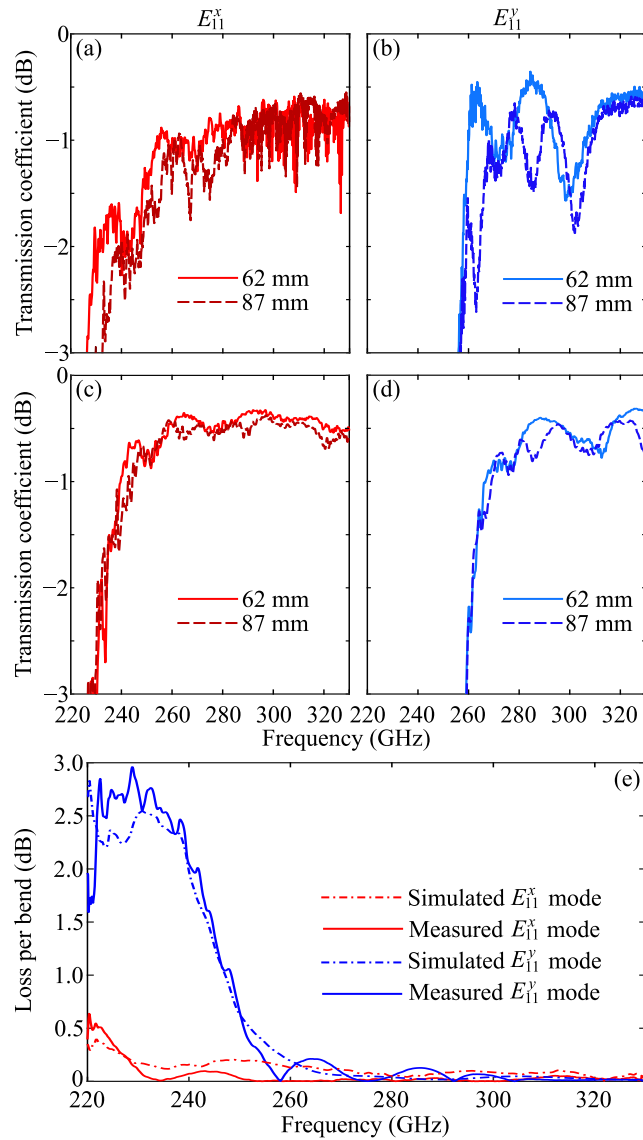 E₁₁ˣ E₁₁ʸ
(a) (b)
Transmission coefficient (dB)
0
−1
−2
−3
62 mm
87 mm
62 mm
87 mm
(c) (d)
Transmission coefficient (dB)
0
−1
−2
−3
62 mm
87 mm
62 mm
87 mm
220 240 260 280 300 320 220 240 260 280 300 320
Frequency (GHz)
(e)
Loss per bend (dB)
3.0
2.5
2.0
1.5
1.0
0.5
0
Simulated E₁₁ˣ mode
Measured E₁₁ˣ mode
Simulated E₁₁ʸ mode
Measured E₁₁ʸ mode
220 240 260 280 300 320
Frequency (GHz)